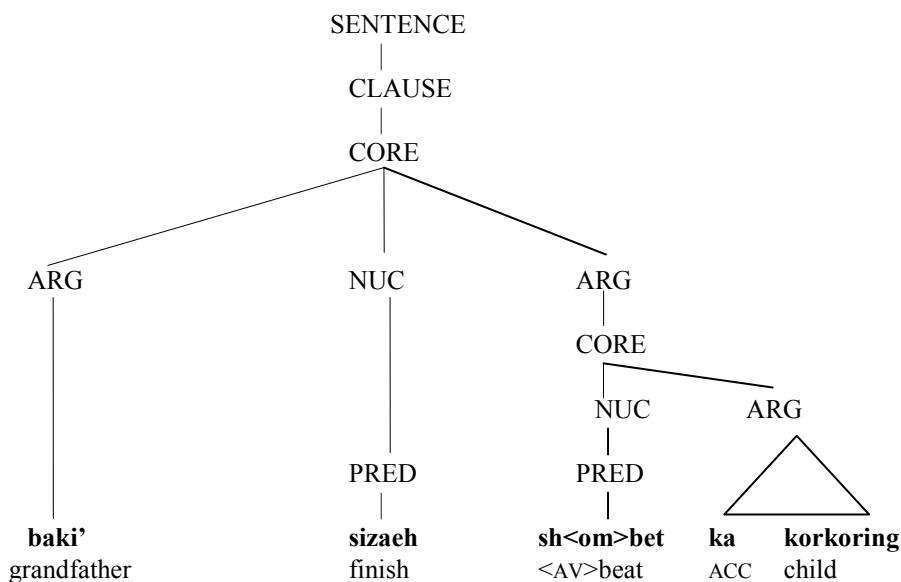 SENTENCE
CLAUSE
CORE
ARG NUC ARG
CORE
NUC ARG
PRED PRED
baki’ sizaeh sh<om>bet ka korkoring
grandfather finish <AV>beat ACC child